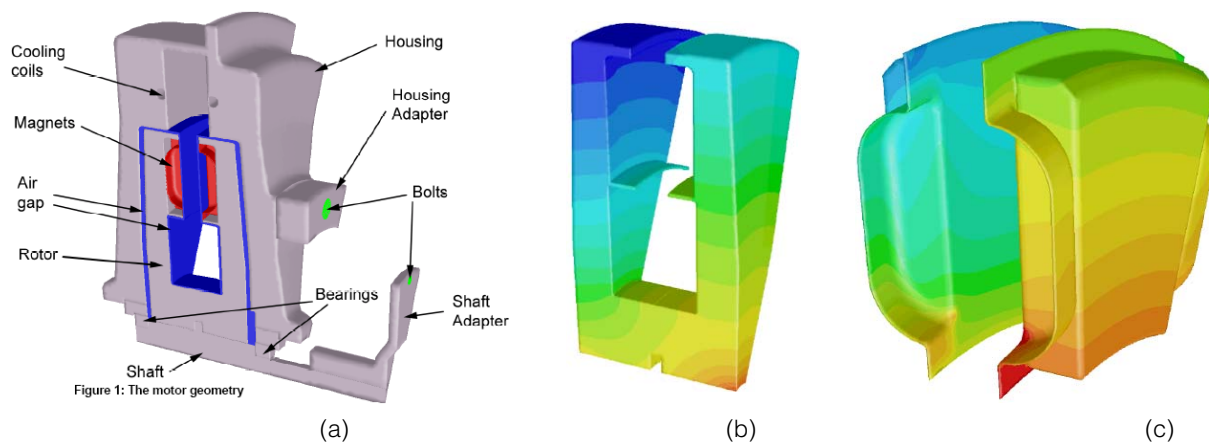 Cooling
coils
Magnets
Air
gap
Rotor
Housing
Housing
Adapter
Bolts
Bearings
Shaft
Adapter
Shaft
Figure 1: The motor geometry
(a)
(b)
(c)